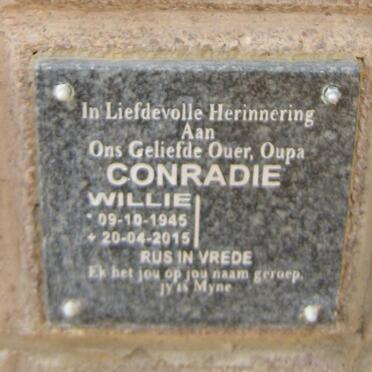 In Liefdevolle Herinnering
Aan
Ons Geliefde Ouer, Oupa
CONRADIE
WILLIE
* 09-10-1945
+ 20-04-2015
RUS IN VREDE
Ek het jou op jou naam geroep,
jy is Myne